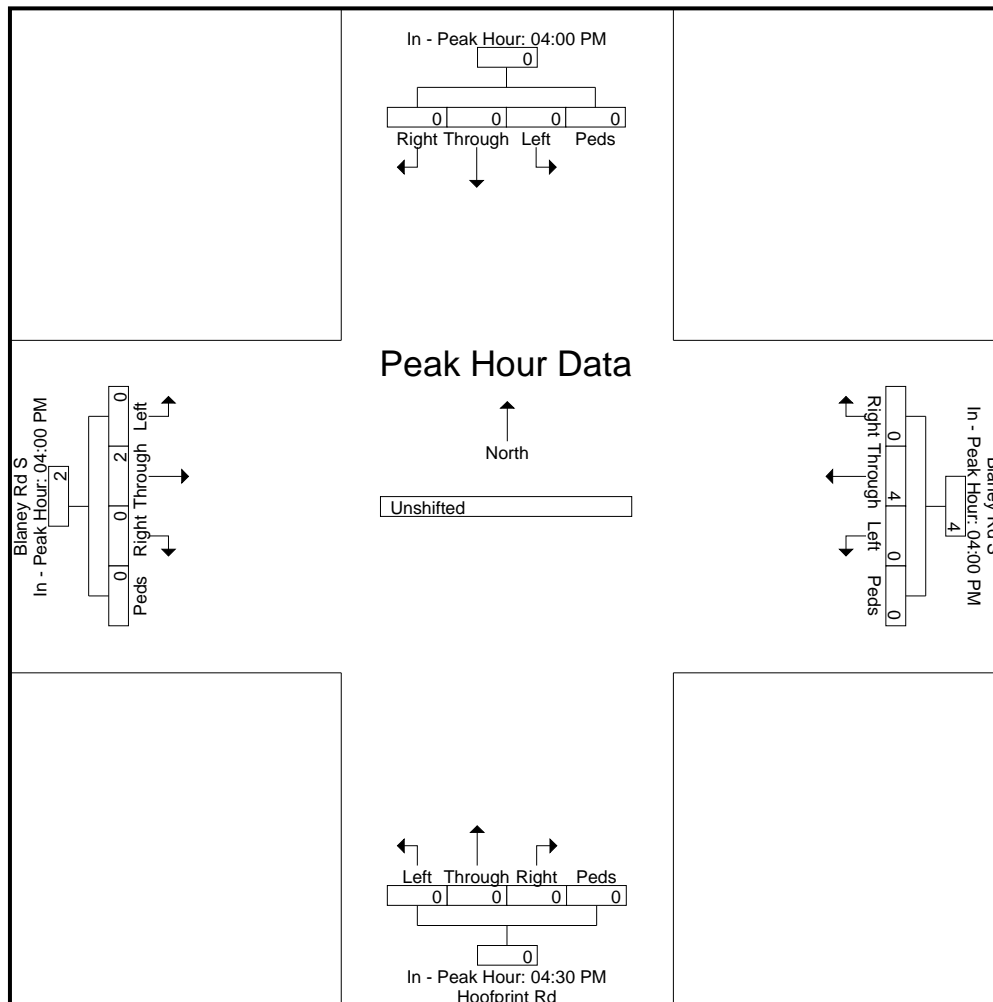 In - Peak Hour: 04:00 PM
0
0 0 0 0
Right Through Left Peds
Peak Hour Data
North
Unshifted
Blaney Rd S
In - Peak Hour: 04:00 PM
2
0 2 0 0
Left Through Right Peds
Blaney Rd S
In - Peak Hour: 04:00 PM
4
0 4 0 0
Right Through Left Peds
Left Through Right Peds
0 0 0 0
0
In - Peak Hour: 04:30 PM
Hoofprint Rd